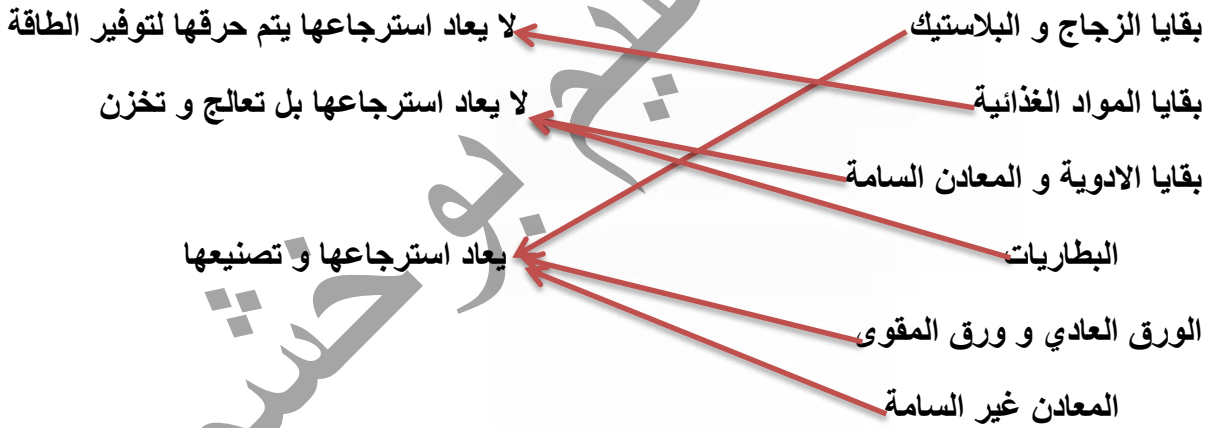 بقايا الزجاج و البلاستيك
لا يعاد استرجاعها يتم حرقها لتوفير الطاقة
بقايا المواد الغذائية
لا يعاد استرجاعها بل تعالج و تخزن
بقايا الادوية و المعادن السامة
البطاريات
يعاد استرجاعها و تصنيعها
الورق العادي و ورق المقوى
المعادن غير السامة